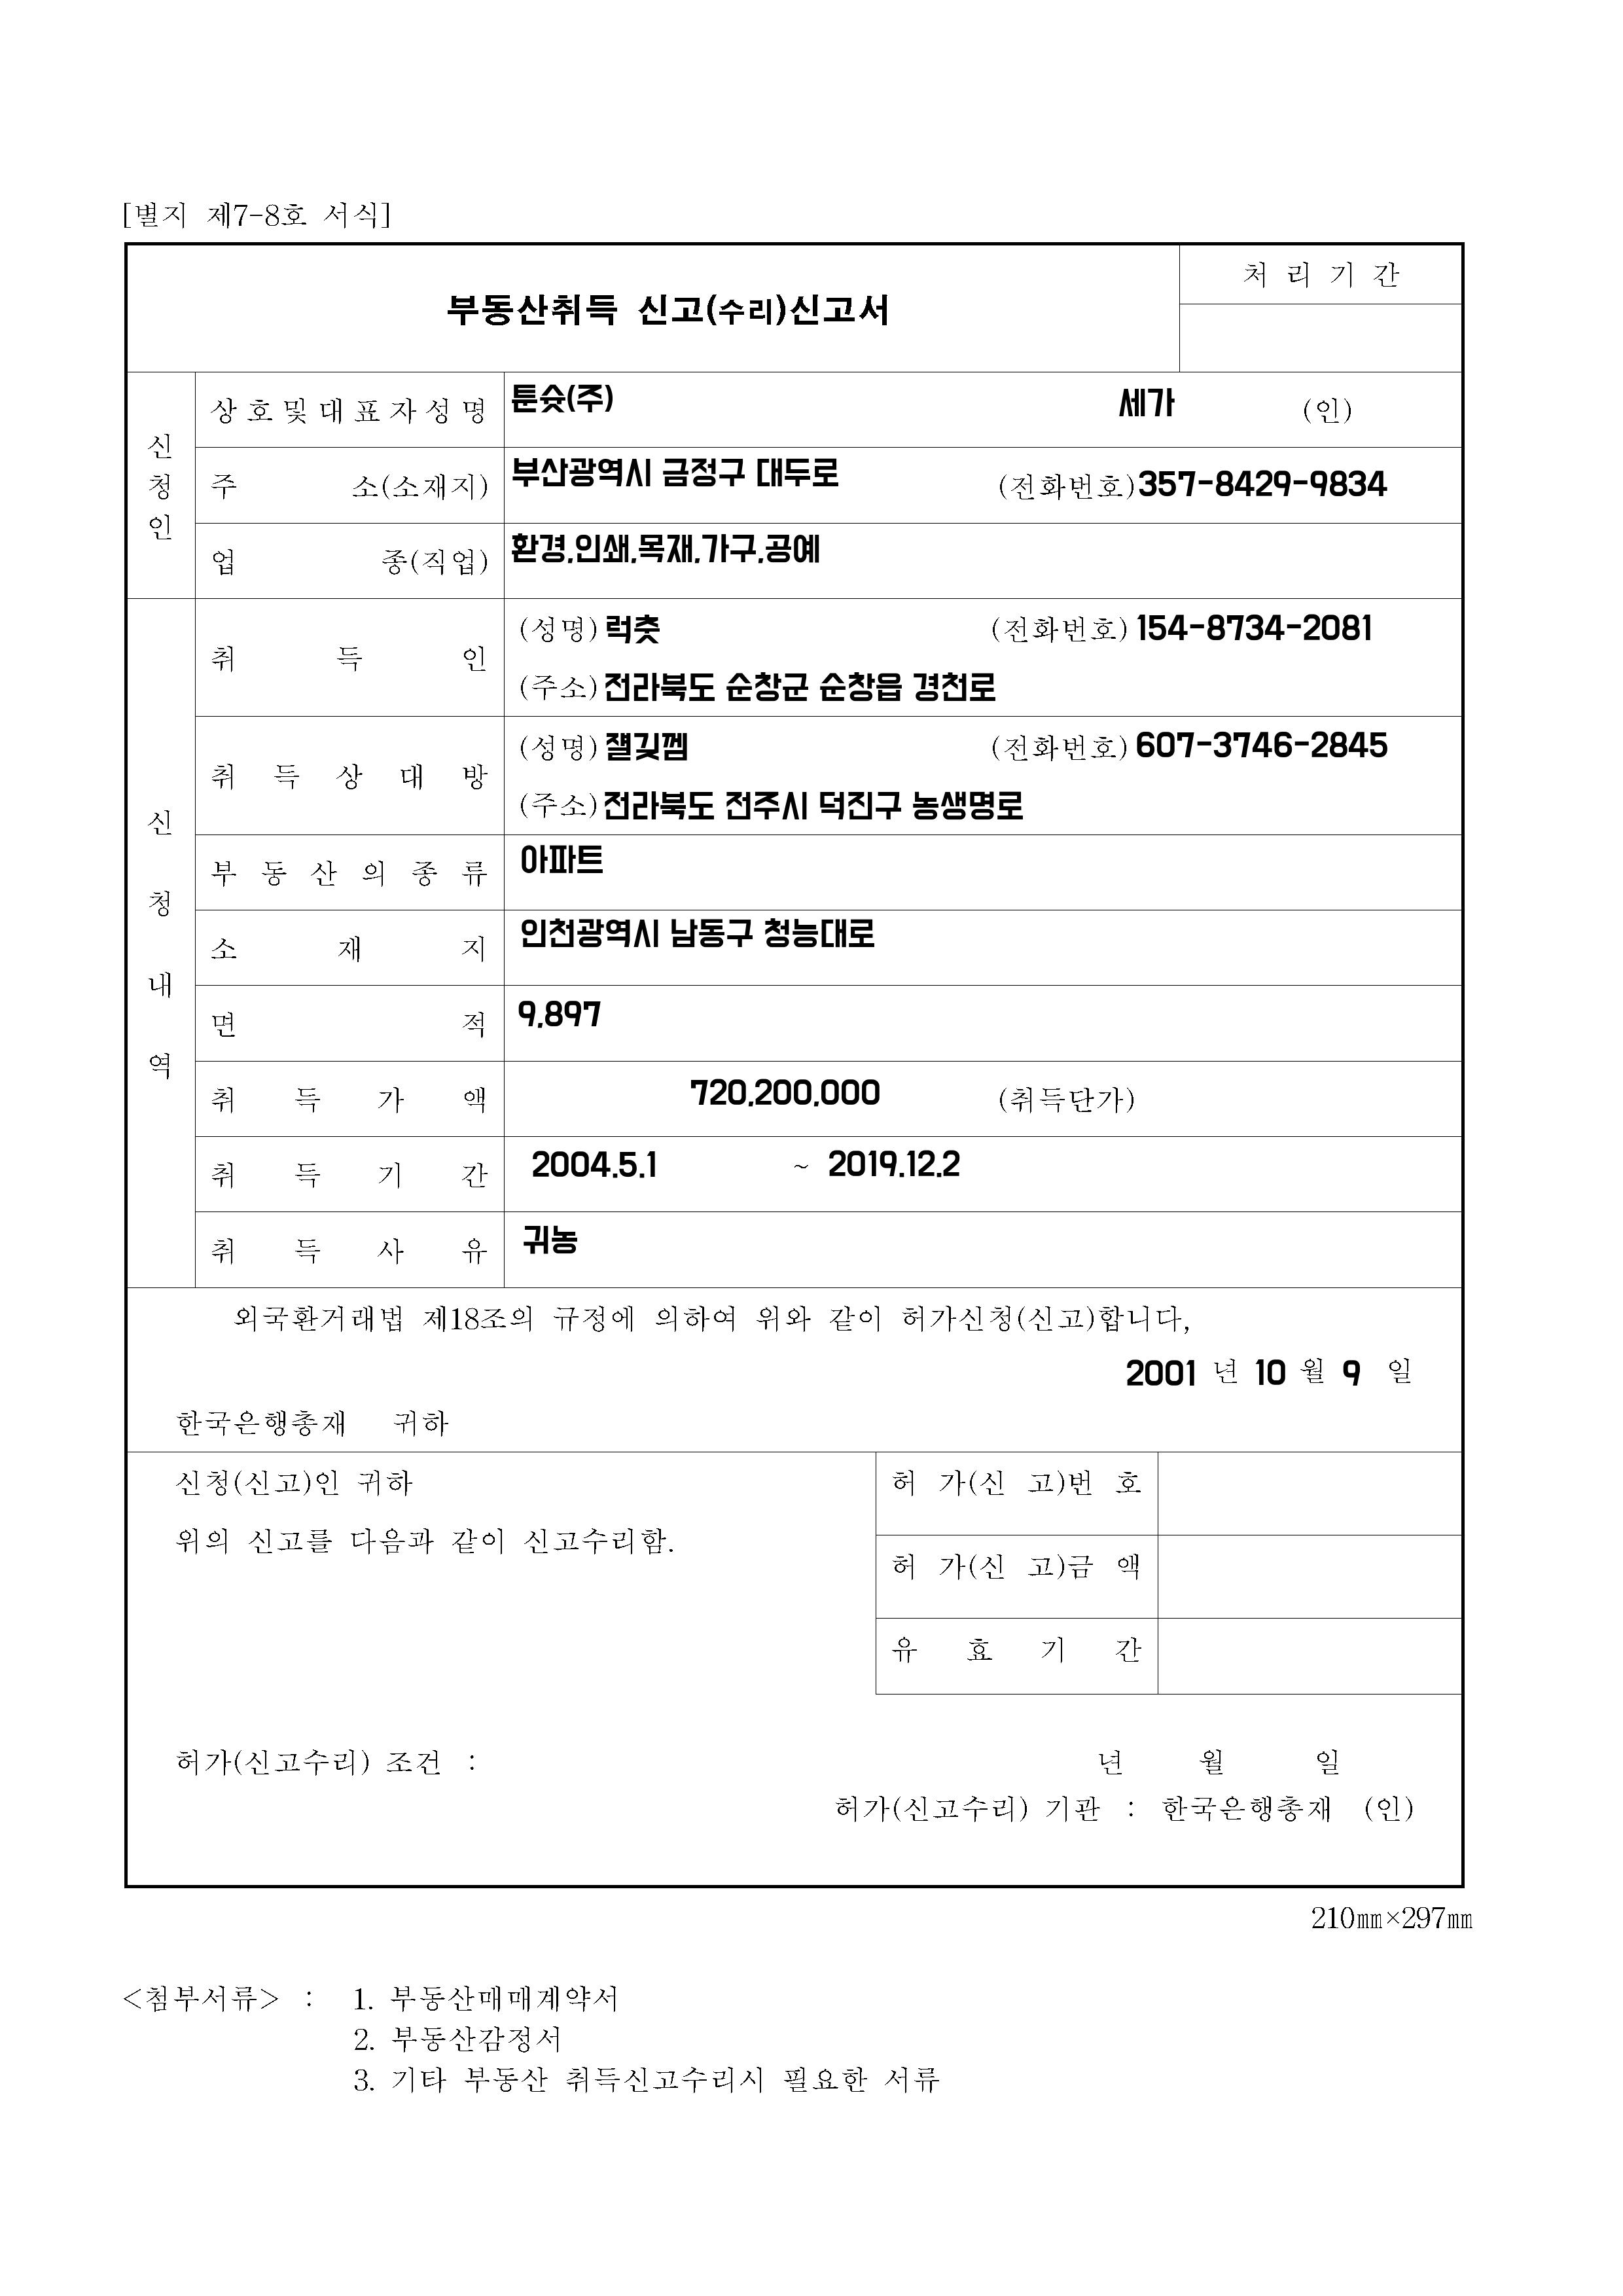 [별지 제7-8호 서식]
부동산취득 신고(수리)신고서
처 리 기 간
신청인
상호및대표자성명 튼슛(주) 세가 (인)
주 소(소재지) 부산광역시 금정구 대두로 (전화번호)357-8429-9834
업 종(직업) 환경,인쇄,목재,가구,공예
신청내역
취 득 인 (성명) 럭츳 (전화번호) 154-8734-2081
(주소) 전라북도 순창군 순창읍 경천로
취 득 상 대 방 (성명) 쟬깆껨 (전화번호) 607-3746-2845
(주소) 전라북도 전주시 덕진구 농생명로
부 동 산 의 종 류 아파트
소 재 지 인천광역시 남동구 청능대로
면 적 9,897
취 득 가 액 720,200,000 (취득단가)
취 득 기 간 2004.5.1 ~ 2019.12.2
취 득 사 유 귀농
외국환거래법 제18조의 규정에 의하여 위와 같이 허가신청(신고)합니다,
2001 년 10 월 9 일
한국은행총재 귀하
신청(신고)인 귀하
위의 신고를 다음과 같이 신고수리함.
허 가(신 고)번 호
허 가(신 고)금 액
유 효 기 간
허가(신고수리) 조건 :
년 월 일
허가(신고수리) 기관 : 한국은행총재 (인)
210㎜×297㎜
<첨부서류> : 1. 부동산매매계약서
2. 부동산감정서
3. 기타 부동산 취득신고수리시 필요한 서류